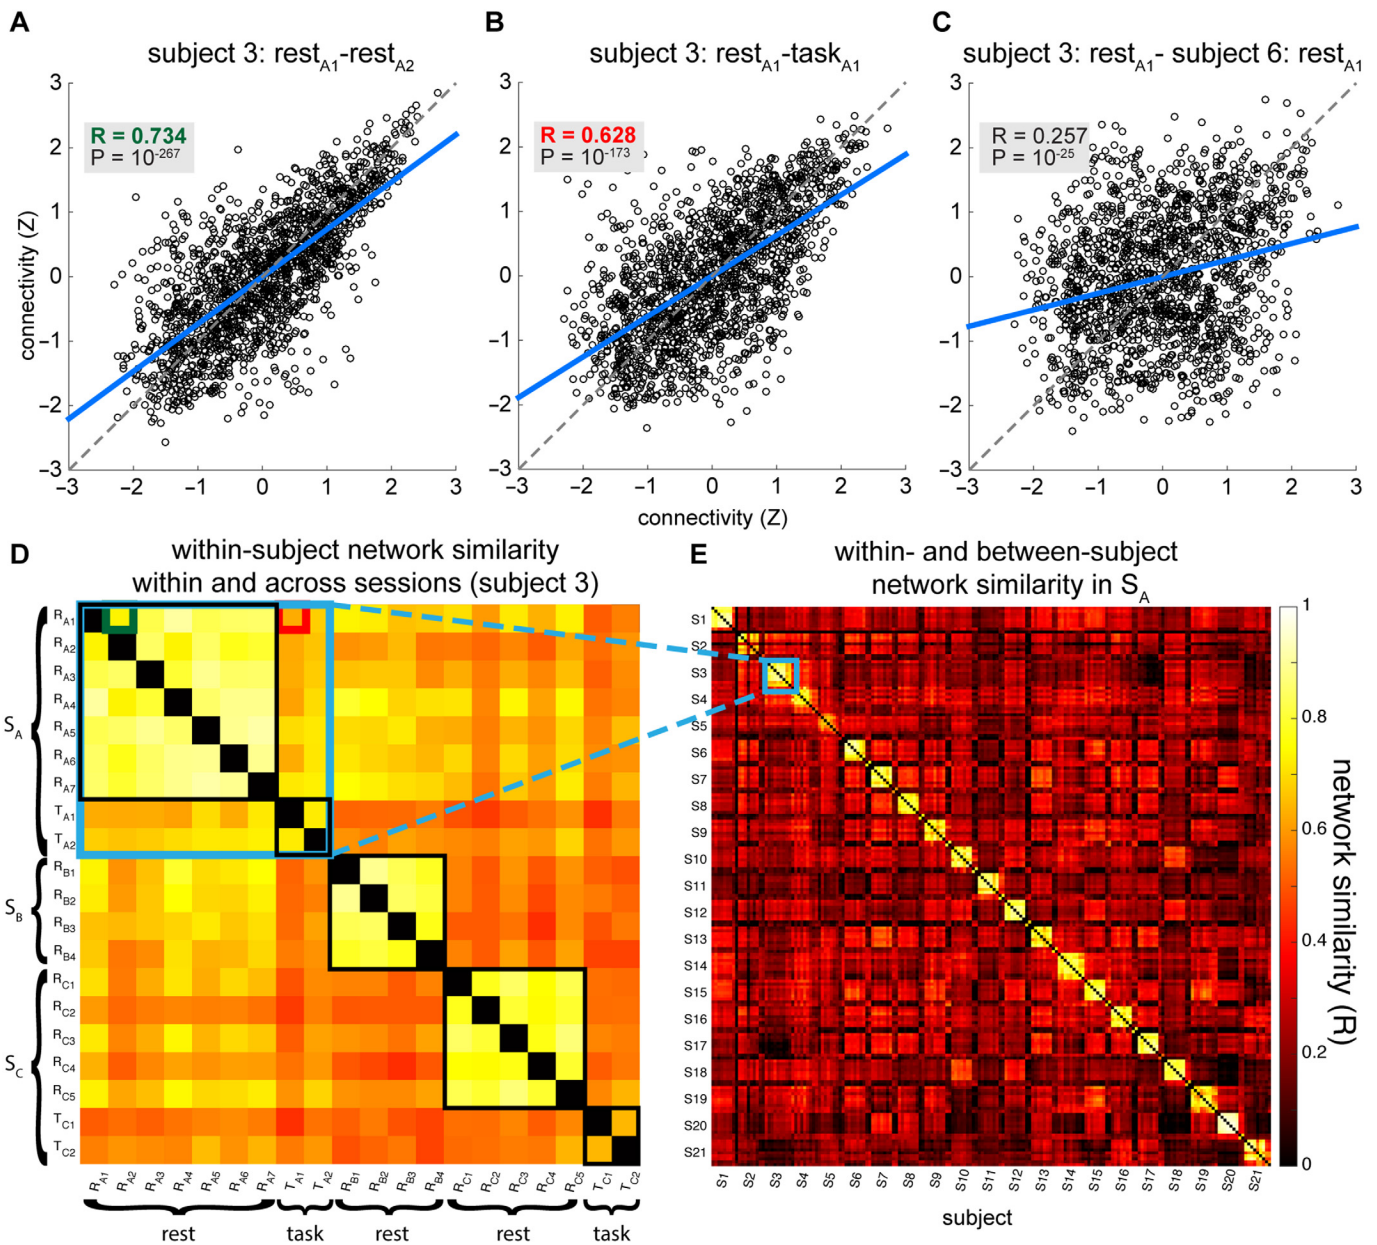 A
subject 3: restA1-restA2
R = 0.734
P = 10-267
3
2
1
0
−1
−2
−3
−3 −2 −1 0 1 2 3
connectivity (Z)
B
subject 3: restA1-taskA1
R = 0.628
P = 10-173
3
2
1
0
−1
−2
−3
−3 −2 −1 0 1 2 3
connectivity (Z)
C
subject 3: restA1- subject 6: restA1
R = 0.257
P = 10-25
3
2
1
0
−1
−2
−3
−3 −2 −1 0 1 2 3
D
within-subject network similarity
within and across sessions (subject 3)
SA
RA1
RA2
RA3
RA4
RA5
RA6
RA7
TA1
TA2
SB
RB1
RB2
RB3
RB4
SC
RC1
RC2
RC3
RC4
RC5
TC1
TC2
RA1 RA2 RA3 RA4 RA5 RA6 RA7 TA1 TA2 RB1 RB2 RB3 RB4 RC1 RC2 RC3 RC4 RC5 TC1 TC2
rest task rest rest task
E
within- and between-subject
network similarity in SA
S1
S2
S3
S4
S5
S6
S7
S8
S9
S10
S11
S12
S13
S14
S15
S16
S17
S18
S19
S20
S21
S1 S2 S3 S4 S5 S6 S7 S8 S9 S10 S11 S12 S13 S14 S15 S16 S17 S18 S19 S20 S21
subject
1
0.8
0.6
0.4
0.2
0
network similarity (R)